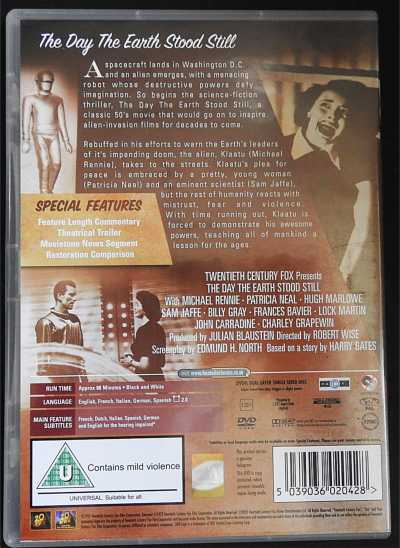 The Day The Earth Stood Still
A spacecraft lands in Washington D.C.
and an alien emerges, with a menacing
robot whose destructive powers defy
imagination. So begins the science-fiction
thriller, The Day The Earth Stood Still, a
classic 50's movie that would go on to inspire
alien-invasion films for decades to come.
Rebuffed in his efforts to warn the Earth's leaders
of it's impending doom, the alien, Klaatu (Michael
Rennie), takes to the streets. Klaatu's plea for
peace is embraced by a pretty, young woman
(Patricia Neal) and an eminent scientist (Sam Jaffe),
but the rest of humanity reacts with
mistrust, fear and violence.
With time running out, Klaatu is
forced to demonstrate his awesome
powers, teaching all of mankind a
lesson for the ages.
SPECIAL FEATURES
Feature Length Commentary
Theatrical Trailer
Movietone News Segment
Restoration Comparison
TWENTIETH CENTURY FOX Presents
THE DAY THE EARTH STOOD STILL
With MICHAEL RENNIE • PATRICIA NEAL • HUGH MARLOWE
SAM JAFFE • BILLY GRAY • FRANCES BAVIER • LOCK MARTIN
JOHN CARRADINE • CHARLEY GRAPEWIN
Produced by JULIAN BLAUSTEIN Directed by ROBERT WISE
Screenplay by EDMUND H. NORTH Based on a story by HARRY BATES
RUN TIME Approx 88 Minutes • Black and White
LANGUAGE English, French, Italian, German, Spanish 2.0
MAIN FEATURE
SUBTITLES
French, Dutch, Italian, Spanish, German
and English for the hearing impaired
DVD
PAL
U
Contains mild violence
UNIVERSAL Suitable for all
5 039036 020428